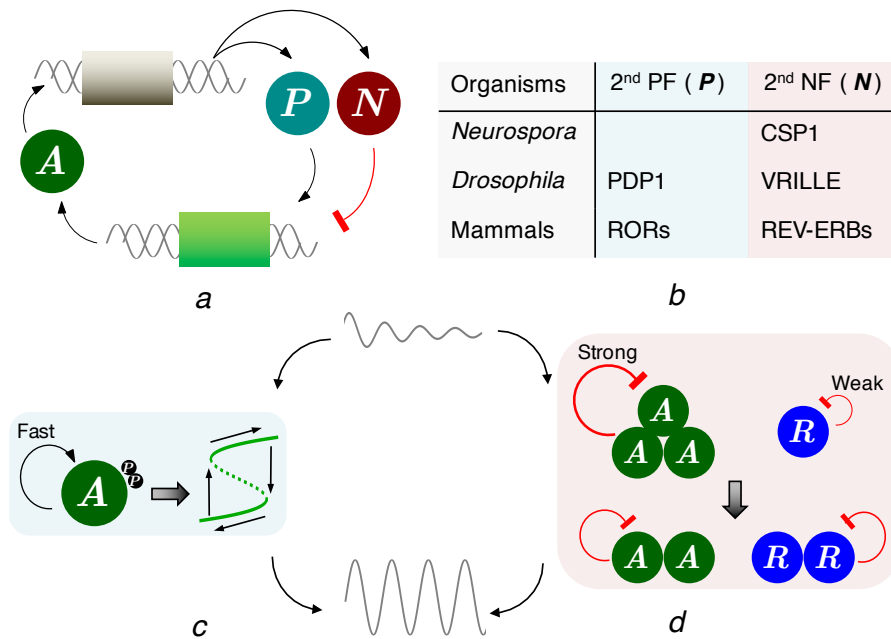 P N
A
a
Organisms 2nd PF ( P ) 2nd NF ( N )
Neurospora CSP1
Drosophila PDP1 VRILLE
Mammals RORs REV-ERBs
b
Fast
A P P
c
Strong
Weak
A
A A
R
A A R R
d